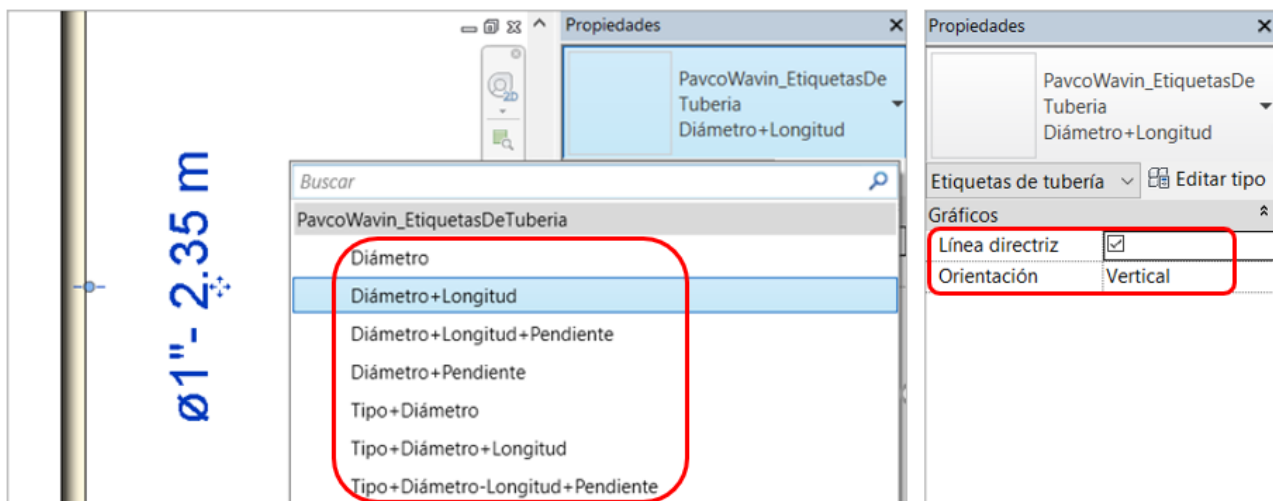 ø1"- 2.35 m
2D
Propiedades
PavcoWavin_EtiquetasDe
Tuberia
Diámetro+Longitud
Buscar
PavcoWavin_EtiquetasDeTuberia
Diámetro
Diámetro+Longitud
Diámetro+Longitud+Pendiente
Diámetro+Pendiente
Tipo+Diámetro
Tipo+Diámetro+Longitud
Tipo+Diámetro-Longitud+Pendiente
Propiedades
PavcoWavin_EtiquetasDe
Tuberia
Diámetro+Longitud
Etiquetas de tubería Editar tipo
Gráficos
Línea directriz
Orientación Vertical